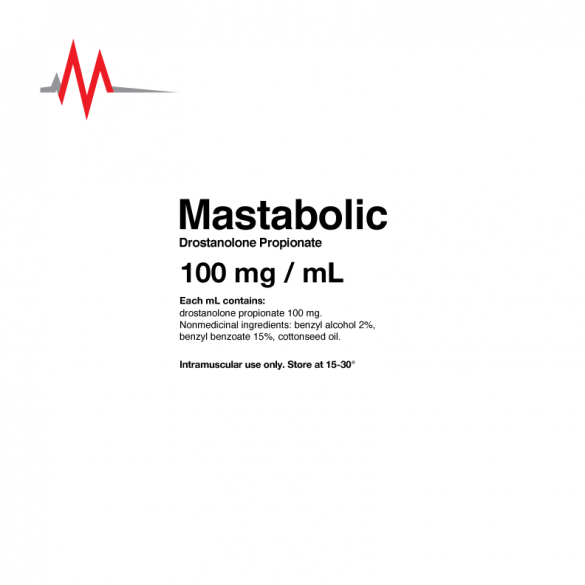 Mastabolic
Drostanolone Propionate
100 mg / mL
Each mL contains:
drostanolone propionate 100 mg.
Nonmedicinal ingredients: benzyl alcohol 2%,
benzyl benzoate 15%, cottonseed oil.
Intramuscular use only. Store at 15-30°